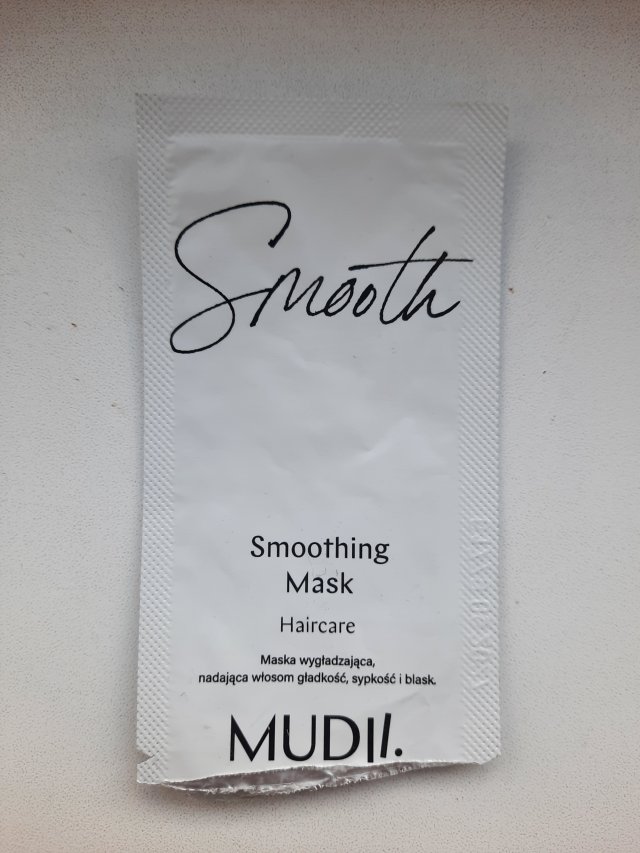 Smooth
Smoothing
Mask
Haircare
Maska wygładzająca,
nadająca włosom gładkość, sypkość i blask.
MUDII.